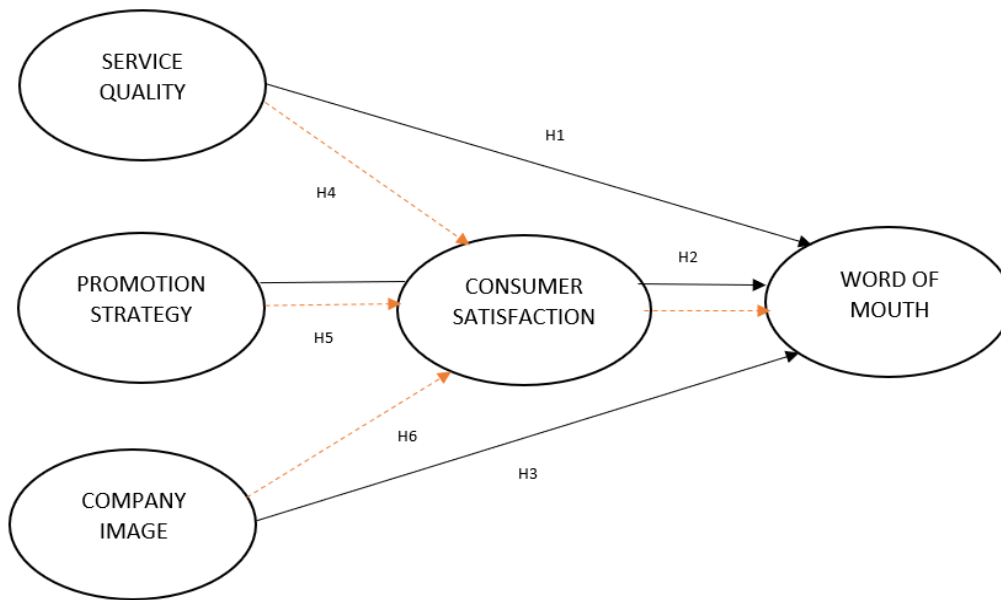 SERVICE
QUALITY
H1
H4
PROMOTION
STRATEGY
H5
CONSUMER
SATISFACTION
H2
WORD OF
MOUTH
H6
H3
COMPANY
IMAGE